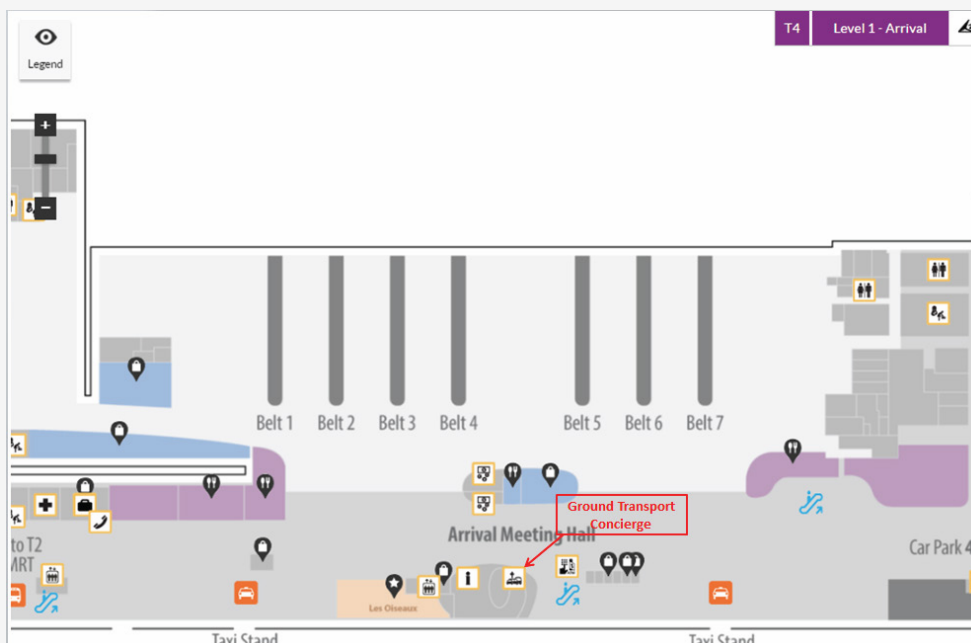 T4
Level 1 - Arrival
Legend
+
−
Belt 1
Belt 2
Belt 3
Belt 4
Belt 5
Belt 6
Belt 7
Ground Transport
Concierge
Arrival Meeting Hall
to T2
MRT
i
Car Park 4
Les Oiseaux
Taxi Stand
Taxi Stand